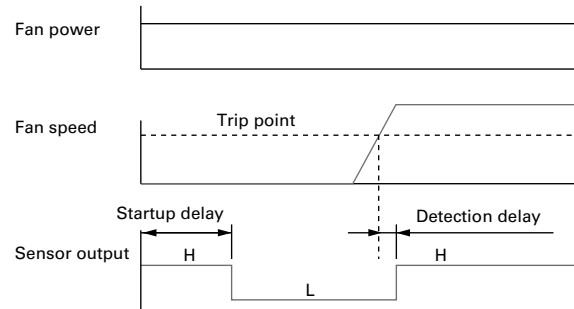 Fan power
Fan speed
Trip point
Startup delay
Detection delay
Sensor output
H
H
L